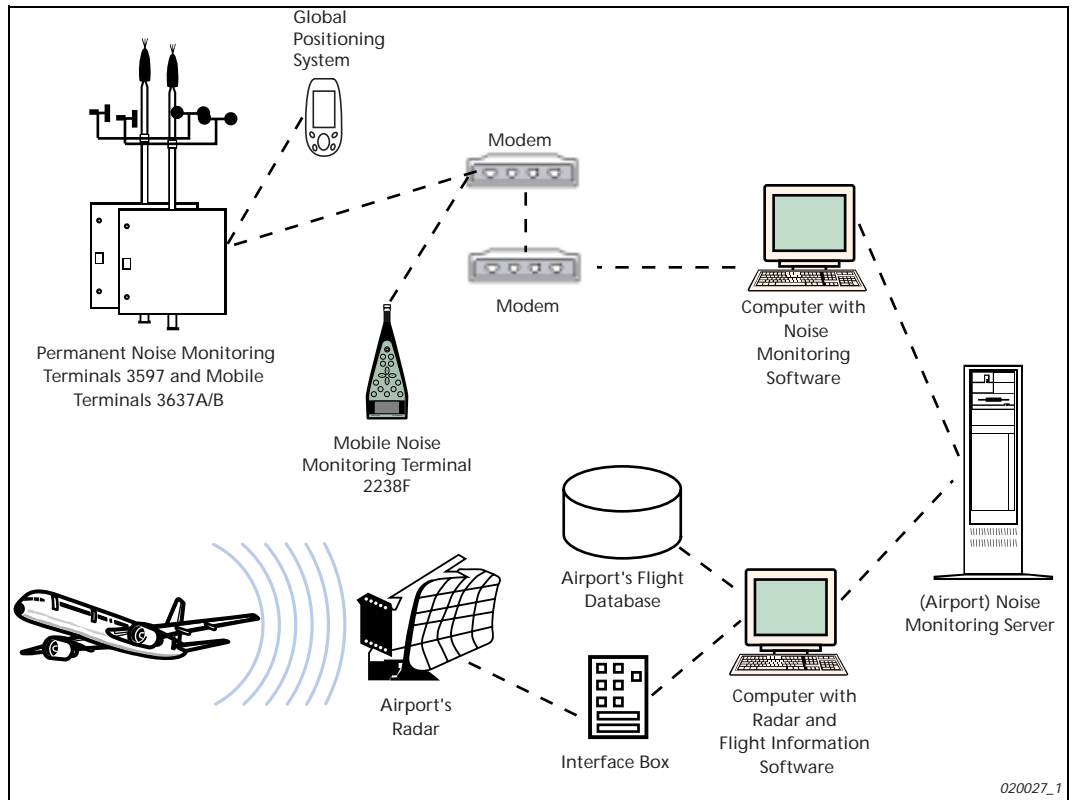 Global
Positioning
System
Modem
Modem
Computer with
Noise
Monitoring
Software
Permanent Noise Monitoring
Terminals 3597 and Mobile
Terminals 3637A/B
Mobile Noise
Monitoring Terminal
2238F
Airport's Flight
Database
(Airport) Noise
Monitoring Server
Airport's
Radar
Interface Box
Computer with
Radar and
Flight Information
Software
020027_1